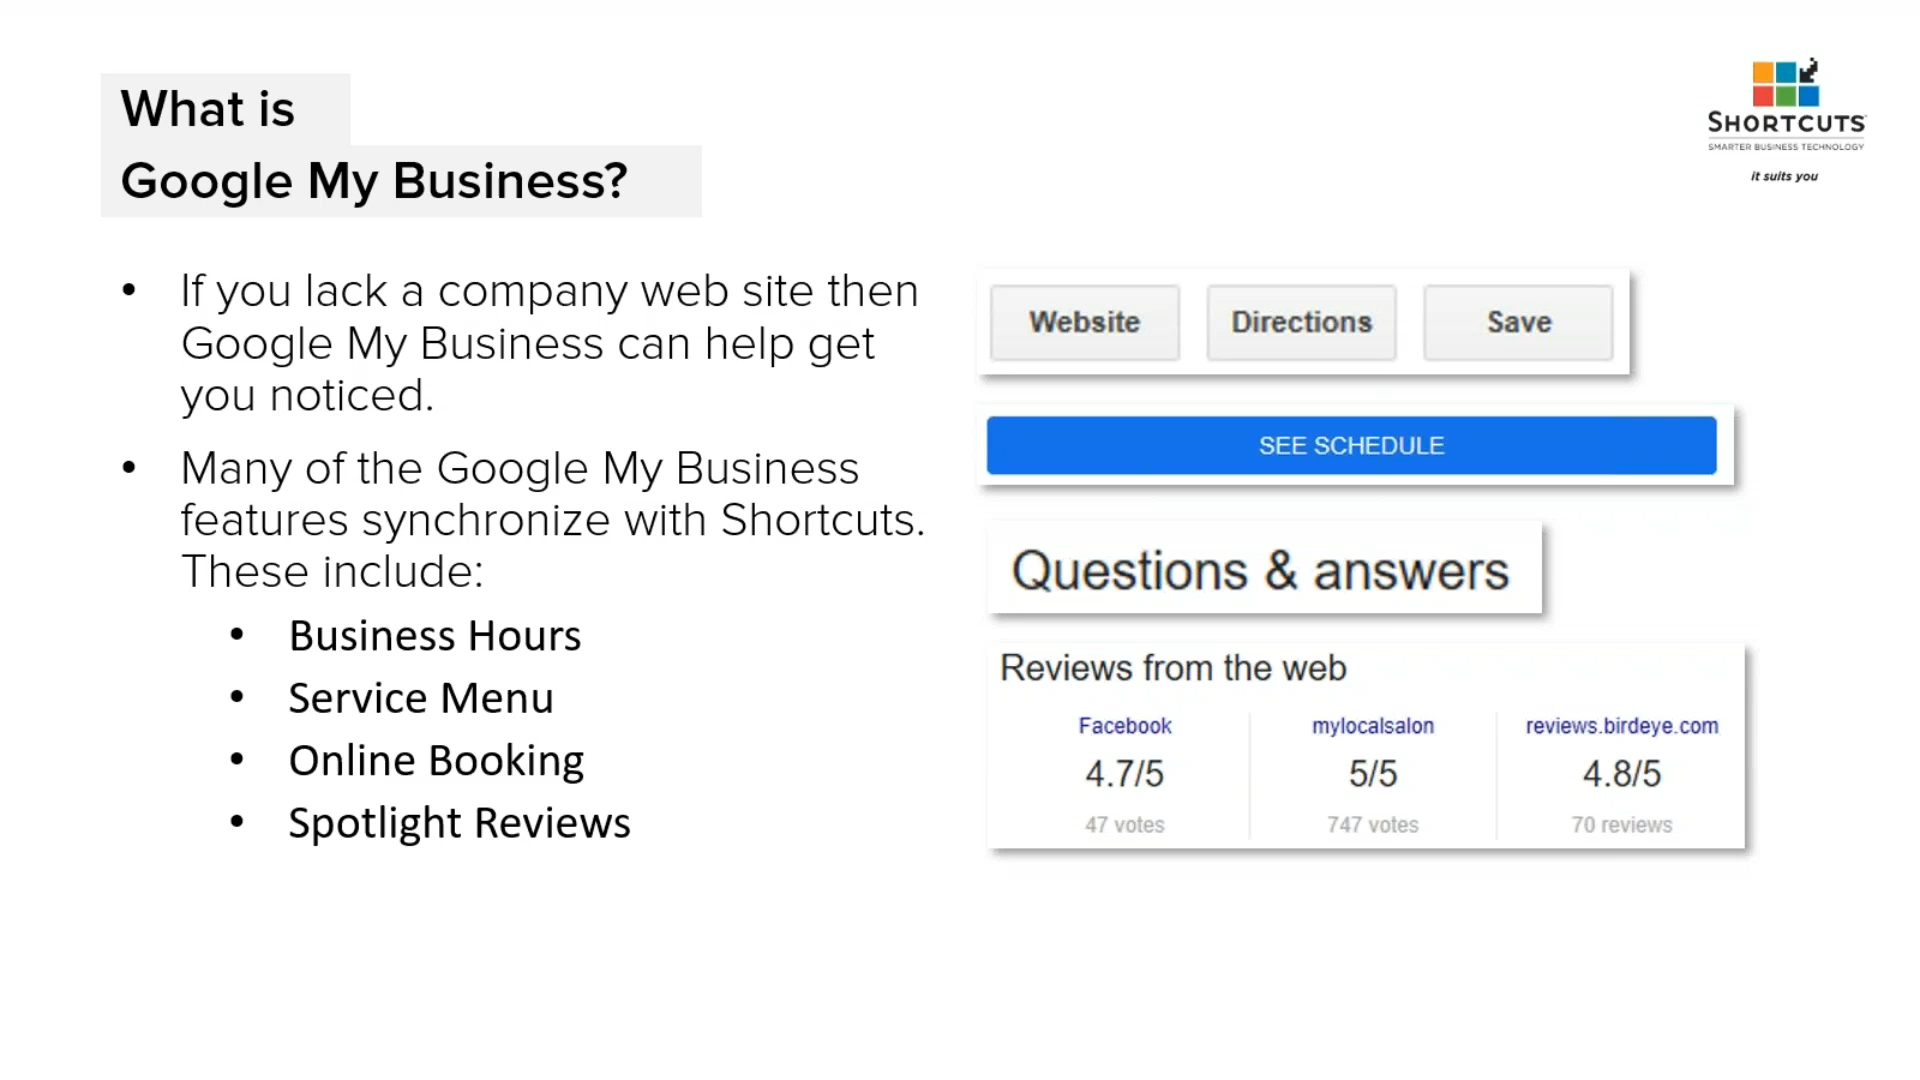 What is
Google My Business?
SHORTCUTS
SMARTER BUSINESS TECHNOLOGY
it suits you
• If you lack a company web site then
Google My Business can help get
you noticed.
• Many of the Google My Business
features synchronize with Shortcuts.
These include:
• Business Hours
• Service Menu
• Online Booking
• Spotlight Reviews
Website Directions Save
SEE SCHEDULE
Questions & answers
Reviews from the web
Facebook mylocalsalon reviews.birdeye.com
4.7/5 5/5 4.8/5
47 votes 747 votes 70 reviews